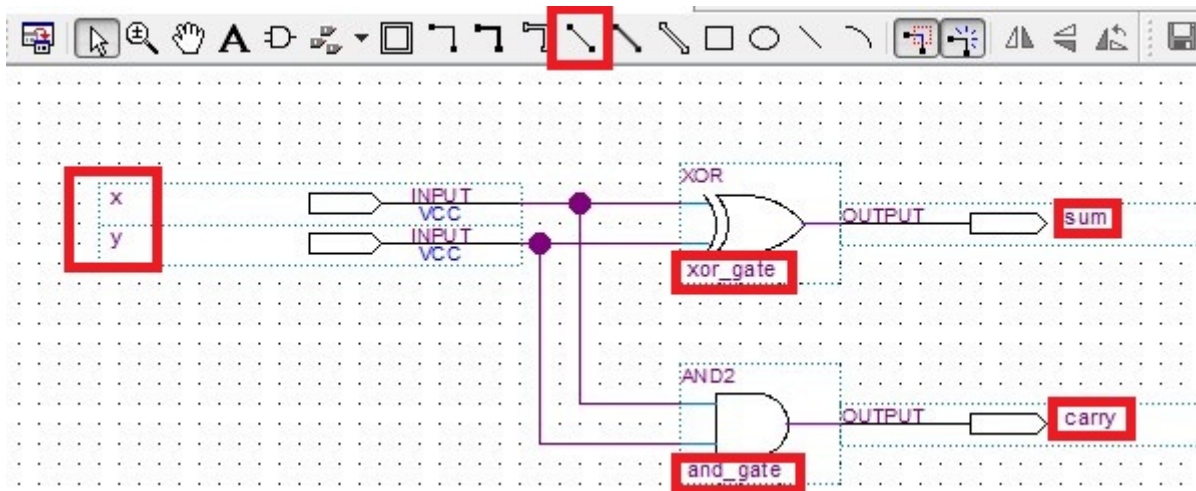 A
XOR
x
INPUT
VCC
OUTPUT
sum
y
INPUT
VCC
xor_gate
AND2
OUTPUT
carry
and_gate